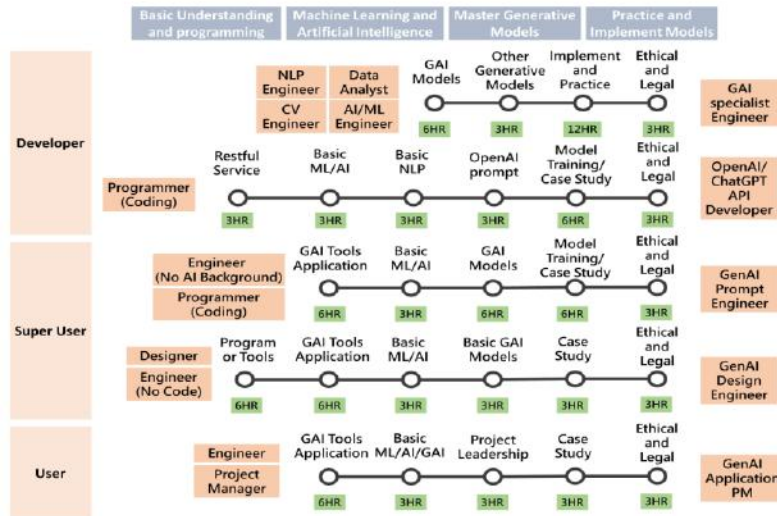 Basic Understanding
and programming
Machine Learning and
Artificial Intelligence
Master Generative
Models
Practice and
Implement Models
Developer
NLP
Engineer
Data
Analyst
CV
Engineer
AI/ML
Engineer
GAI
Models
Other
Generative
Models
Implement
and
Practice
Ethical
and
Legal
6HR
3HR
12HR
3HR
GAI
specialist
Engineer
Programmer
(Coding)
Restful
Service
Basic
ML/AI
Basic
NLP
OpenAI
prompt
Model
Training/
Case Study
Ethical
and
Legal
3HR
3HR
3HR
3HR
6HR
3HR
OpenAI/
ChatGPT
API
Developer
Super User
Engineer
(No AI Background)
Programmer
(Coding)
GAI Tools
Application
Basic
ML/AI
GAI
Models
Model
Training/
Case Study
Ethical
and
Legal
6HR
3HR
6HR
6HR
3HR
GenAI
Prompt
Engineer
Designer
Engineer
(No Code)
Program
or Tools
GAI Tools
Application
Basic
ML/AI
Basic GAI
Models
Case
Study
Ethical
and
Legal
6HR
6HR
3HR
3HR
3HR
3HR
GenAI
Design
Engineer
User
Engineer
Project
Manager
GAI Tools
Application
Basic
ML/AI/GAI
Project
Leadership
Case
Study
Ethical
and
Legal
6HR
3HR
3HR
3HR
3HR
GenAI
Application
PM